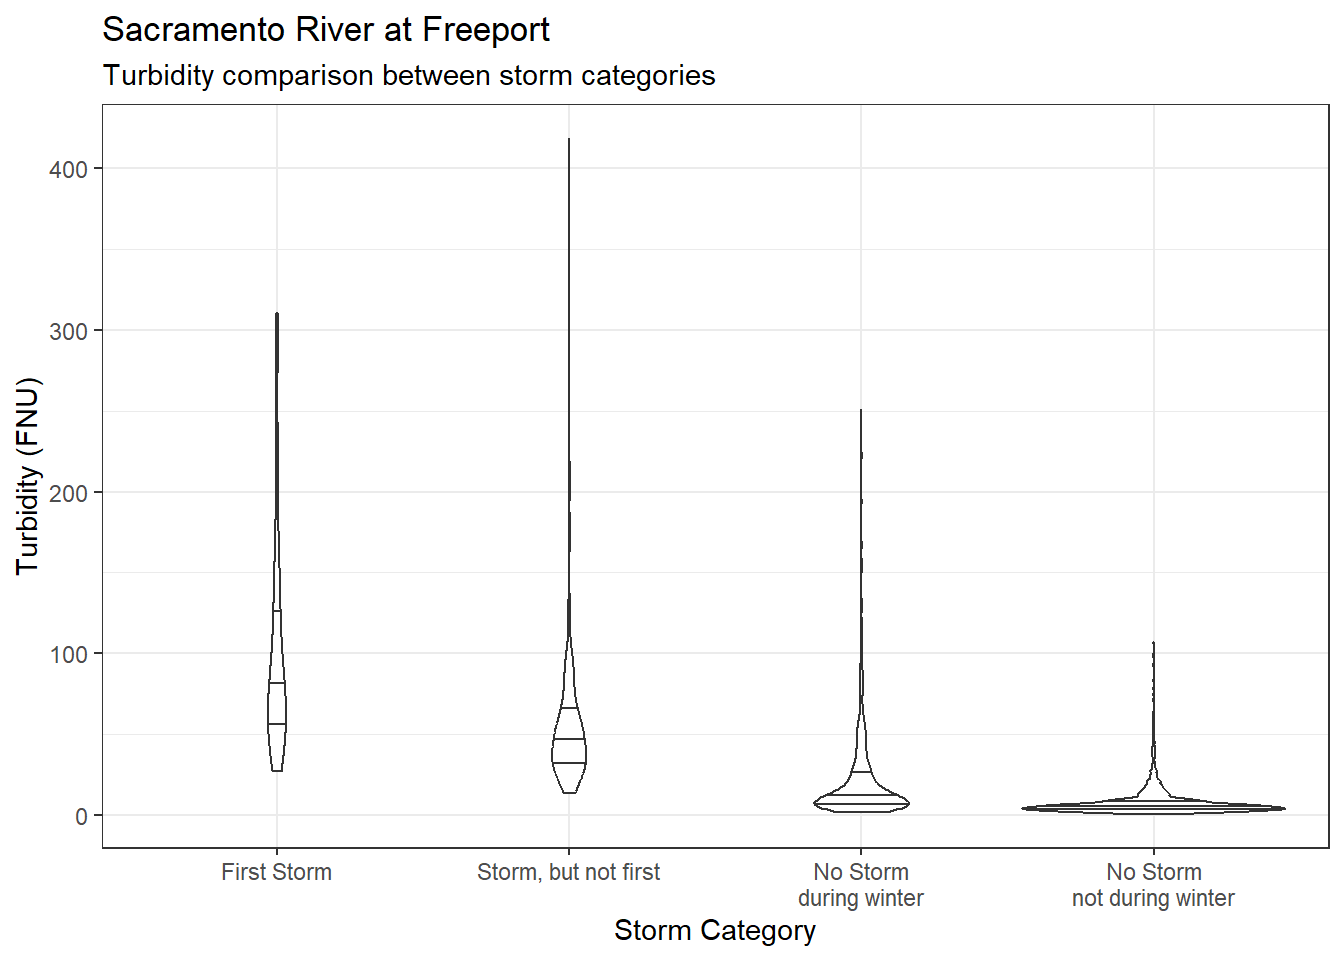 Sacramento River at Freeport
Turbidity comparison between storm categories
Turbidity (FNU)
400
300
200
100
0
First Storm
Storm, but not first
No Storm
during winter
No Storm
not during winter
Storm Category